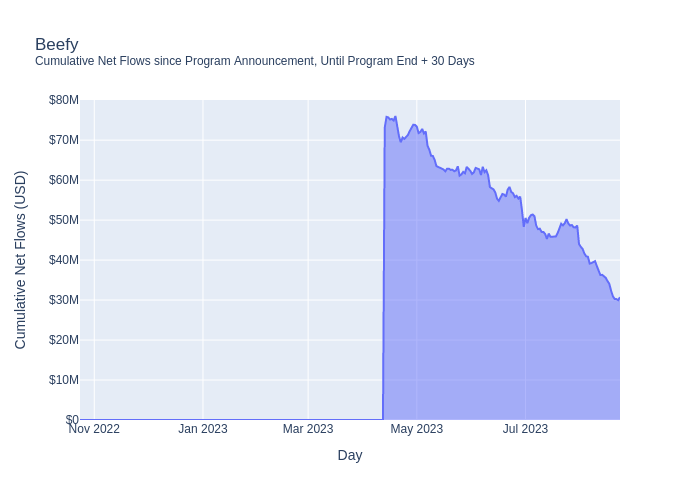 Beefy
Cumulative Net Flows since Program Announcement, Until Program End + 30 Days
Cumulative Net Flows (USD)
$80M
$70M
$60M
$50M
$40M
$30M
$20M
$10M
$0
Nov 2022 Jan 2023 Mar 2023 May 2023 Jul 2023
Day